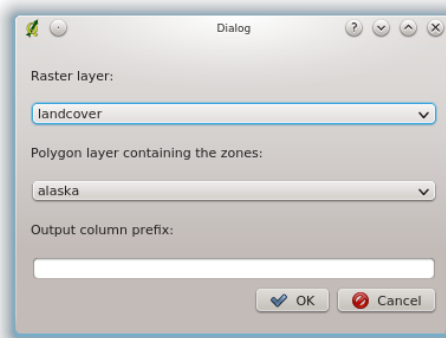 Dialog
Raster layer:
landcover
Polygon layer containing the zones:
alaska
Output column prefix:
OK Cancel